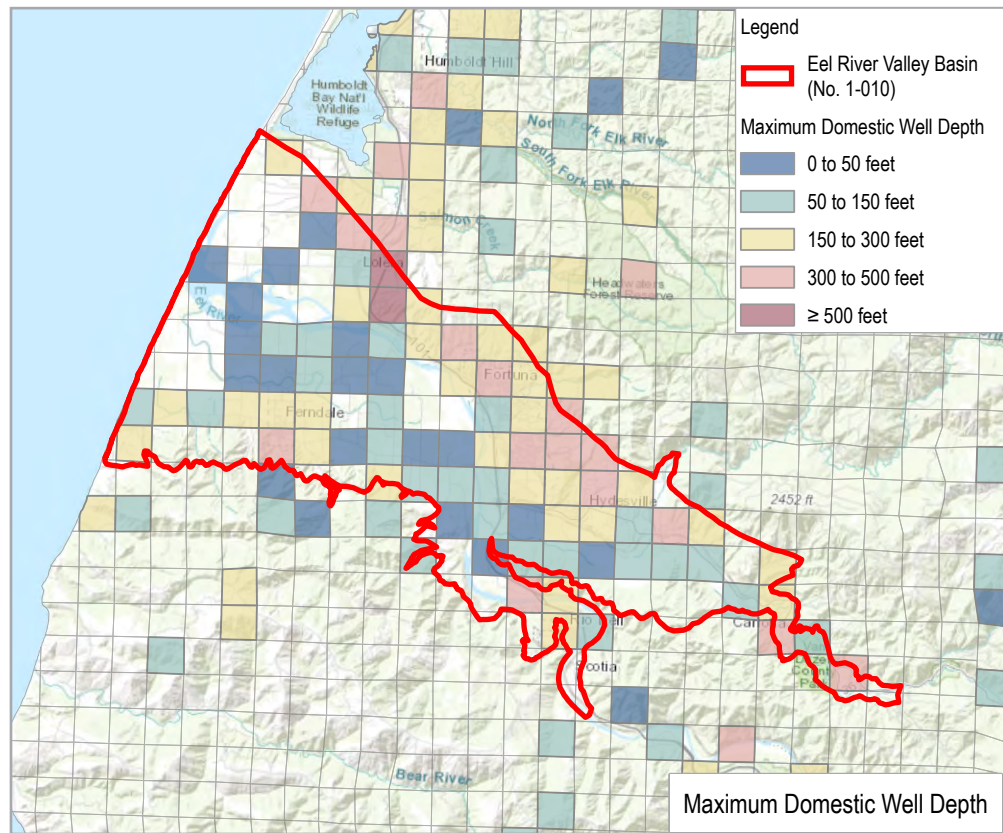 Legend
Eel River Valley Basin
(No. 1-010)
Maximum Domestic Well Depth
0 to 50 feet
50 to 150 feet
150 to 300 feet
300 to 500 feet
≥ 500 feet
Humboldt Hill
Humboldt
Bay Nat'l
Wildlife
Refuge
North Fork Elk River
South Fork Elk
Salmon Creek
Loleta
Headwaters
Forest Reserve
Eel River
101
Fortuna
Ferndale
Hydesville
2452 ft
Rio Dell
Scotia
County
Bear River
Maximum Domestic Well Depth